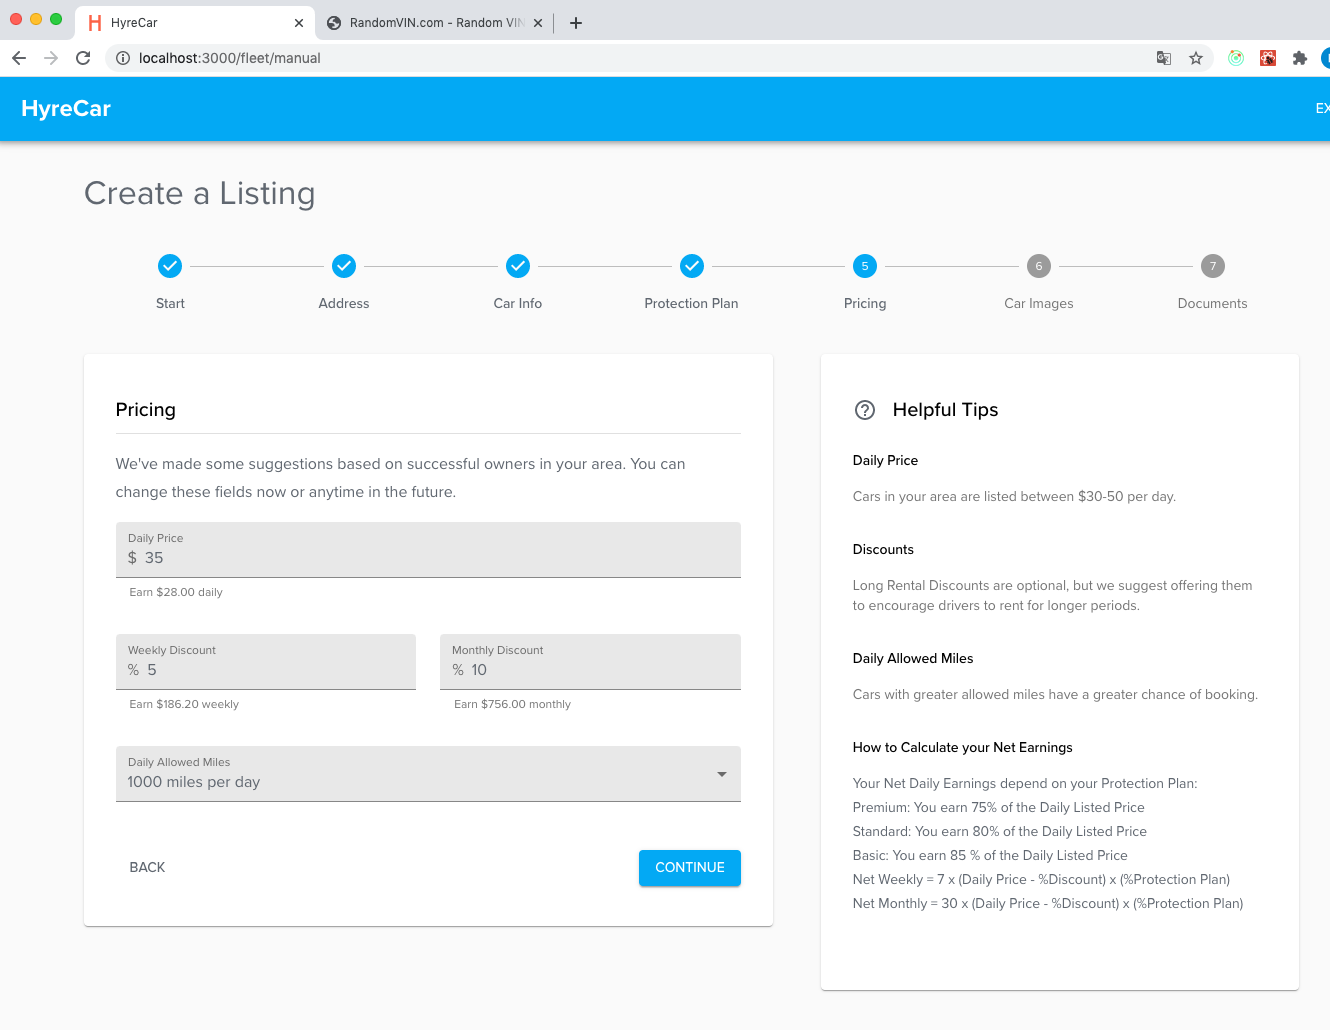 HyreCar
RandomVIN.com - Random VIN
localhost:3000/fleet/manual
HyreCar
EX
Create a Listing
5
6
7
Start
Address
Car Info
Protection Plan
Pricing
Car Images
Documents
Pricing
We've made some suggestions based on successful owners in your area. You can
change these fields now or anytime in the future.
Daily Price
$ 35
Earn $28.00 daily
Weekly Discount
% 5
Earn $186.20 weekly
Monthly Discount
% 10
Earn $756.00 monthly
Daily Allowed Miles
1000 miles per day
BACK
CONTINUE
Helpful Tips
Daily Price
Cars in your area are listed between $30-50 per day.
Discounts
Long Rental Discounts are optional, but we suggest offering them
to encourage drivers to rent for longer periods.
Daily Allowed Miles
Cars with greater allowed miles have a greater chance of booking.
How to Calculate your Net Earnings
Your Net Daily Earnings depend on your Protection Plan:
Premium: You earn 75% of the Daily Listed Price
Standard: You earn 80% of the Daily Listed Price
Basic: You earn 85 % of the Daily Listed Price
Net Weekly = 7 x (Daily Price - %Discount) x (%Protection Plan)
Net Monthly = 30 x (Daily Price - %Discount) x (%Protection Plan)